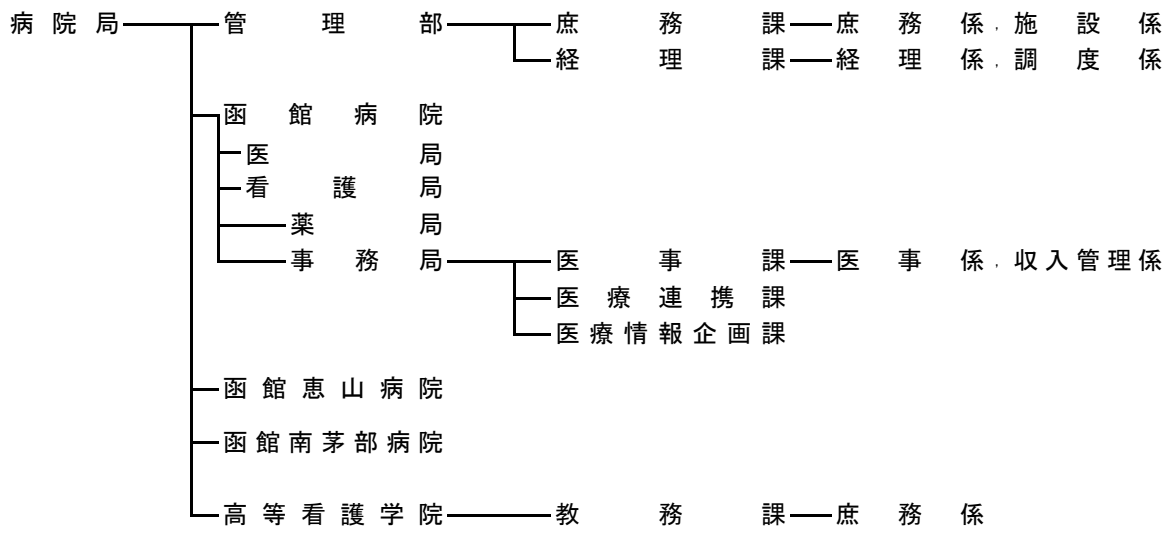 病院局 管理部 庶務課 庶務係，施設係
経理課 経理係，調度係
函館病院
医局
看護局
薬局
事務局 医事課 医事係，収入管理係
医療連携課
医療情報企画課
函館恵山病院
函館南茅部病院
高等看護学院 教務課 庶務係